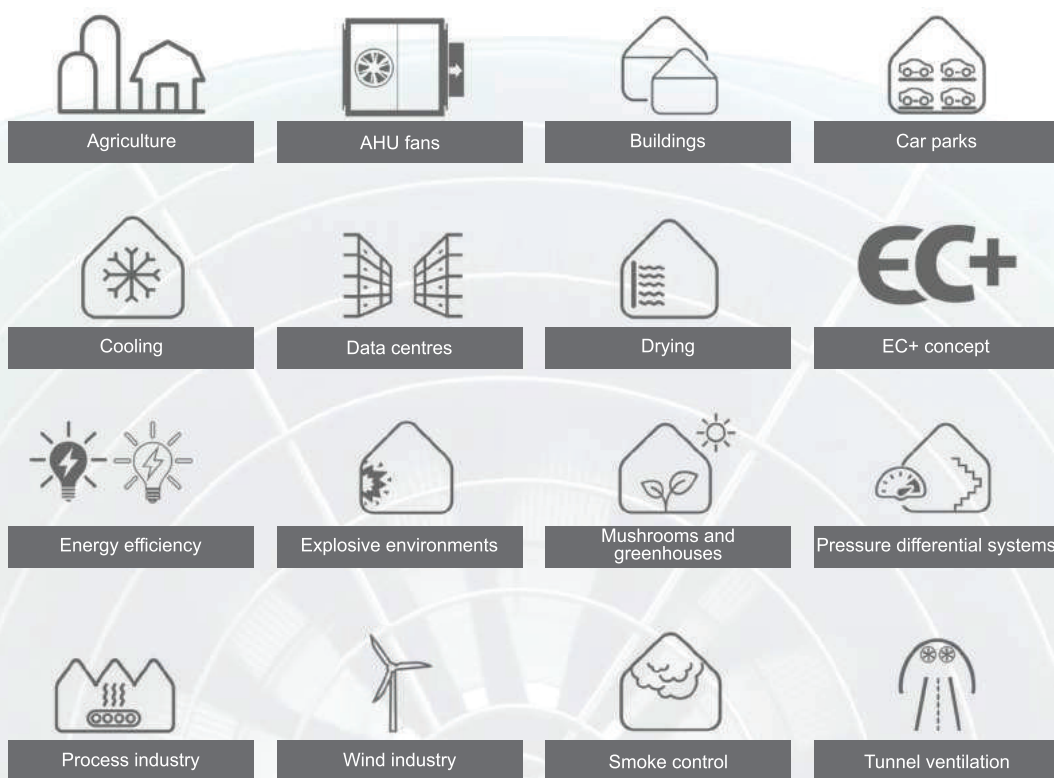 Agriculture
AHU fans
Buildings
Car parks
Cooling
Data centres
Drying
EC+
EC+ concept
Energy efficiency
Explosive environments
Mushrooms and
greenhouses
Pressure differential systems
Process industry
Wind industry
Smoke control
Tunnel ventilation